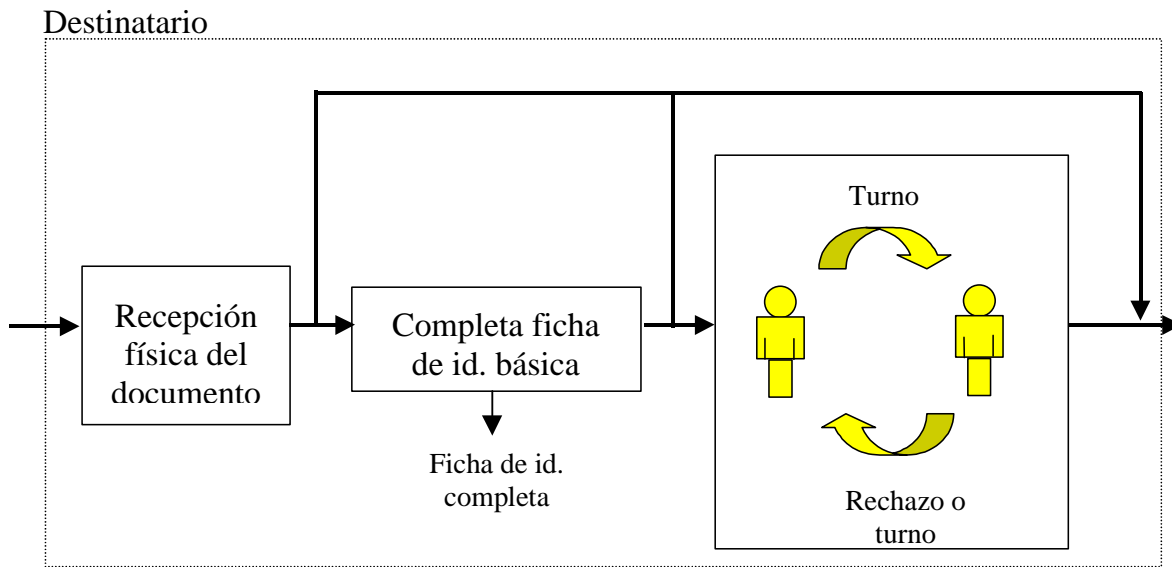 Destinatario
Recepción
física del
documento
Completa ficha
de id. básica
Ficha de id.
completa
Turno
Rechazo o
turno